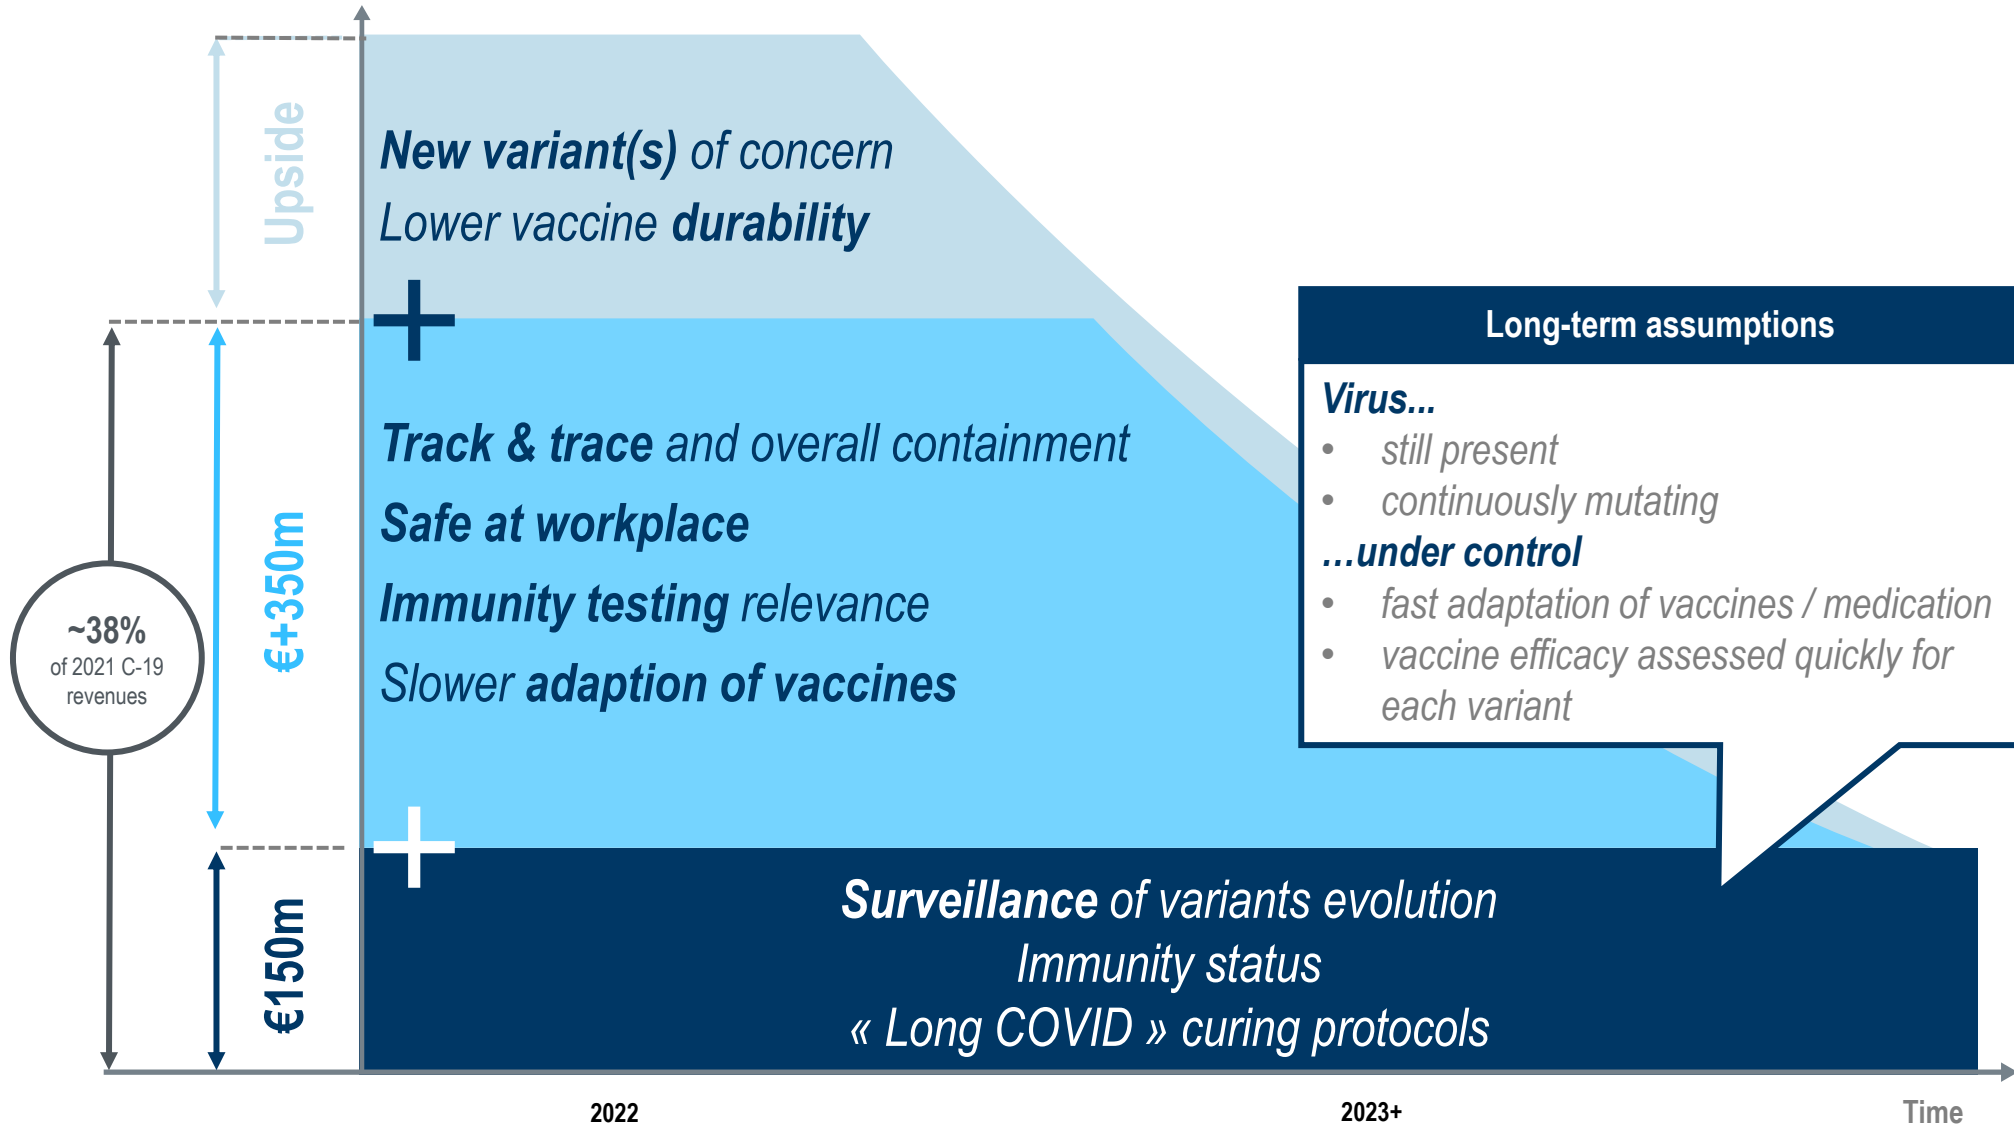 Upside
New variant(s) of concern
Lower vaccine durability
€+350m
Track & trace and overall containment
Safe at workplace
Immunity testing relevance
Slower adaption of vaccines
~38%
of 2021 C-19
revenues
€150m
Surveillance of variants evolution
Immunity status
« Long COVID » curing protocols
Long-term assumptions
Virus...
• still present
• continuously mutating
...under control
• fast adaptation of vaccines / medication
• vaccine efficacy assessed quickly for
each variant
2022
2023+
Time